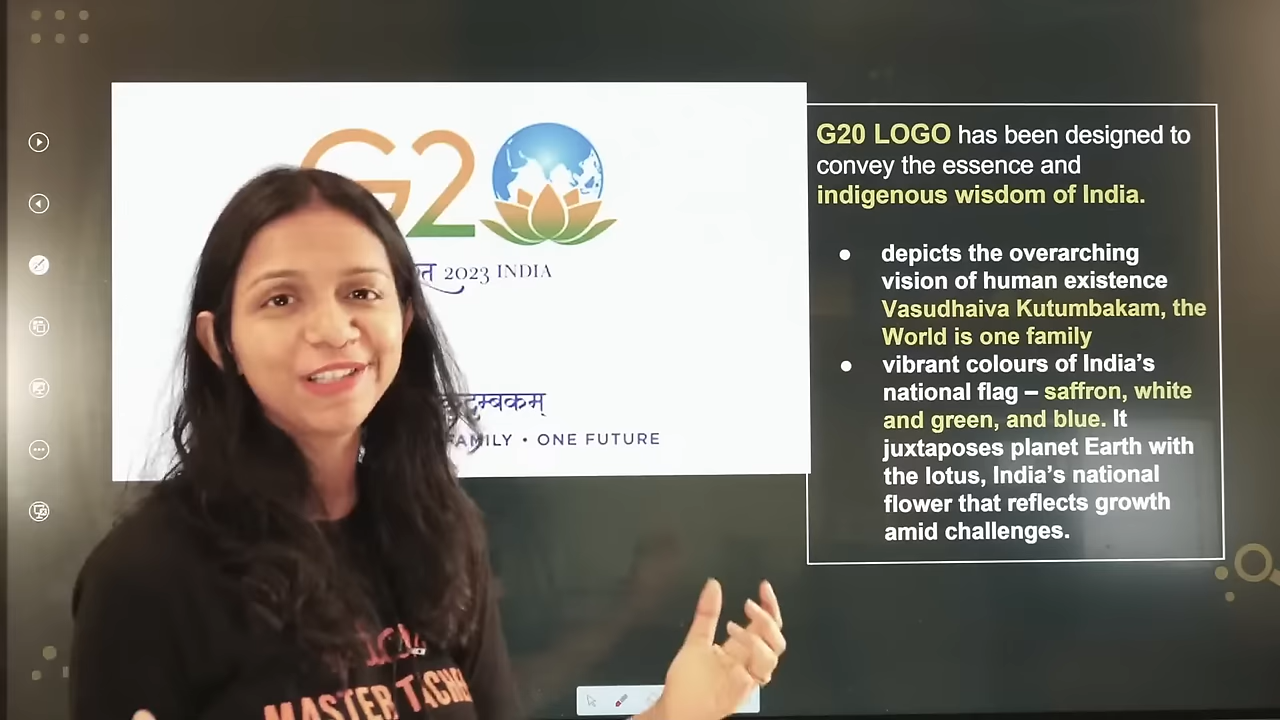 G20
2023 INDIA
FAMILY • ONE FUTURE
G20 LOGO has been designed to
convey the essence and
indigenous wisdom of India.
● depicts the overarching
vision of human existence
Vasudhaiva Kutumbakam, the
World is one family
● vibrant colours of India’s
national flag – saffron, white
and green, and blue. It
juxtaposes planet Earth with
the lotus, India’s national
flower that reflects growth
amid challenges.
MASTER